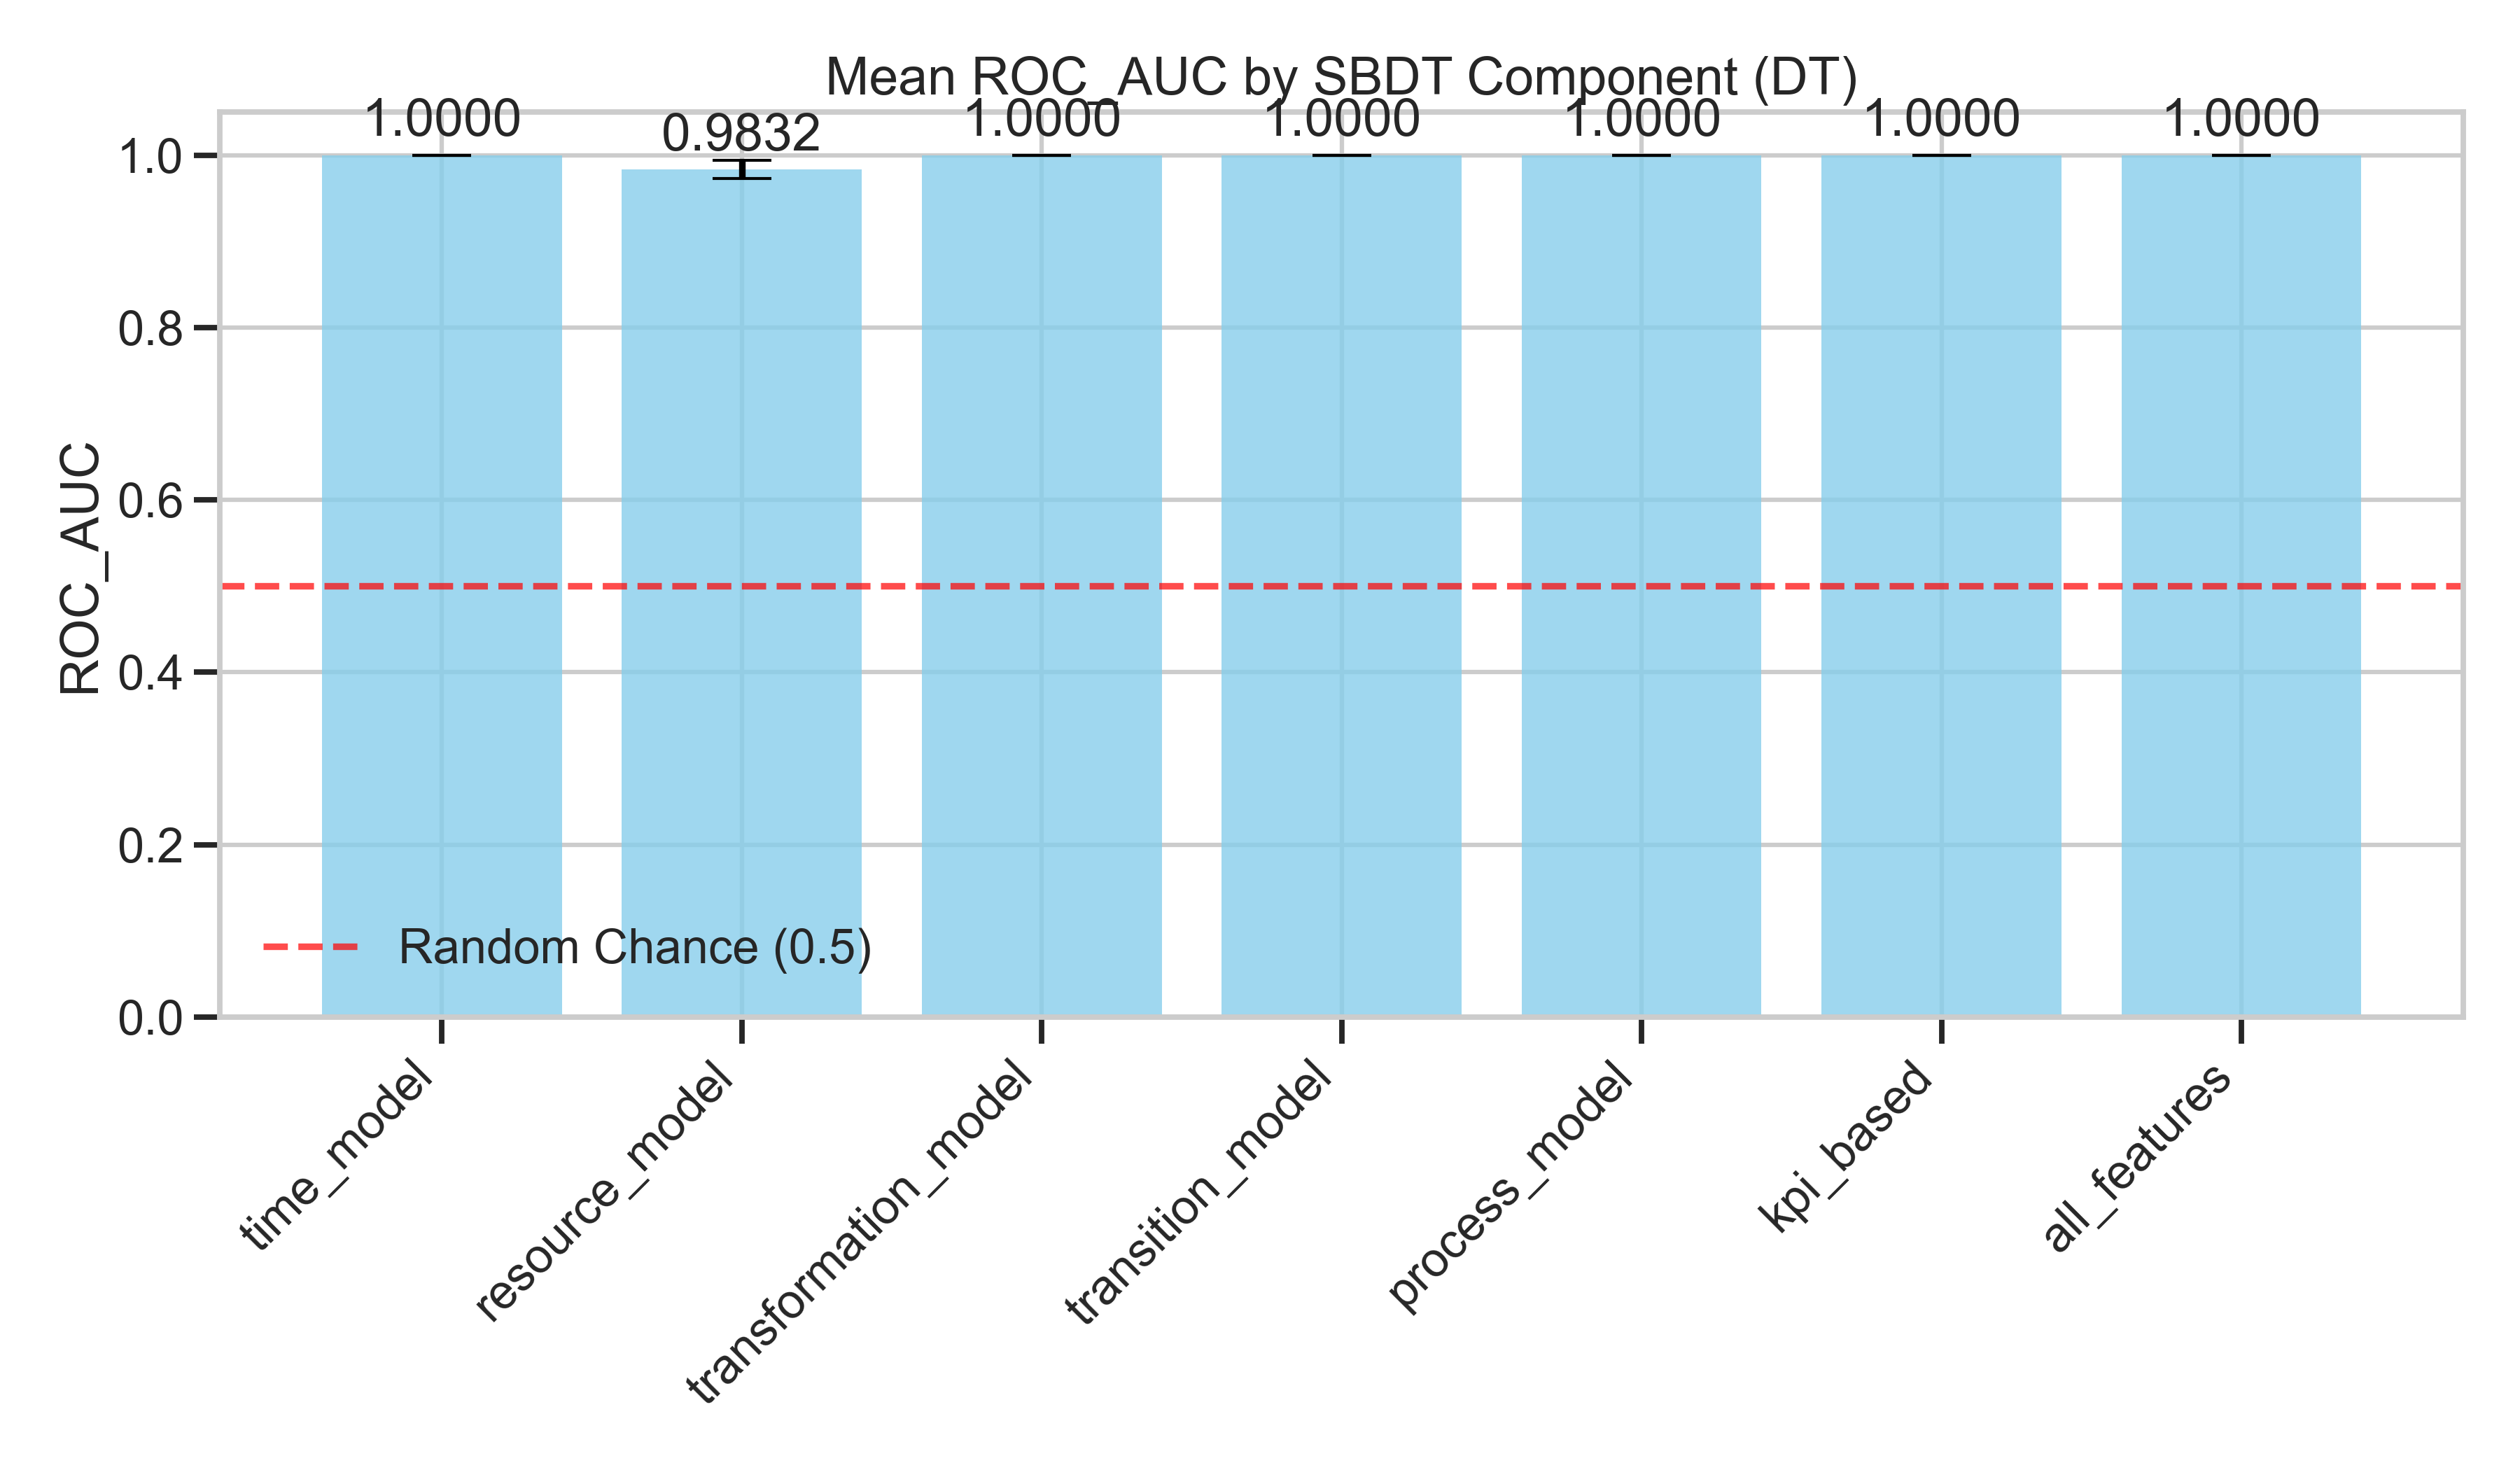 Mean ROC_AUC by SBDT Component (DT)
1.0000
0.9832
1.0000
1.0000
1.0000
1.0000
1.0000
ROC_AUC
1.0
0.8
0.6
0.4
0.2
0.0
Random Chance (0.5)
time_model
resource_model
transformation_model
transition_model
process_model
kpi_based
all_features